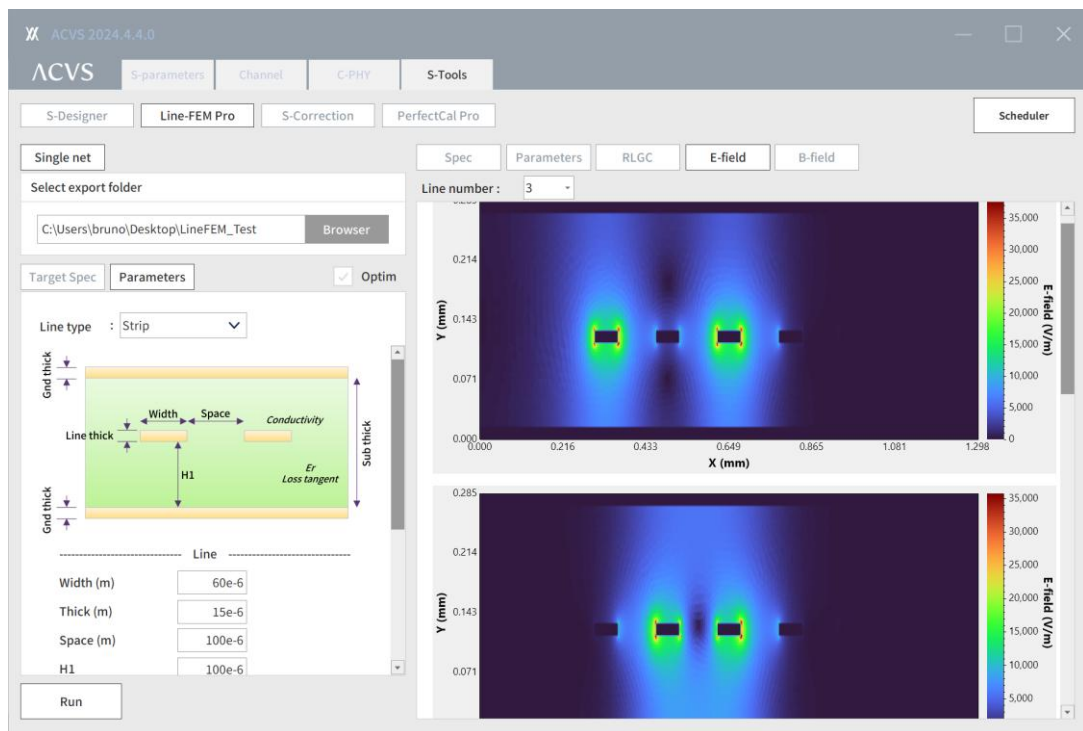 ACVS 2024.4.4.0
ACVS
S-parameters
Channel
C-PHY
S-Tools
S-Designer
Line-FEM Pro
S-Correction
PerfectCal Pro
Scheduler
Single net
Select export folder
C:\Users\bruno\Desktop\LineFEM_Test
Browser
Target Spec
Parameters
Optim
Line type : Strip
Gnd thick
Width
Space
Conductivity
Line thick
H1
Er
Loss tangent
Sub thick
Gnd thick
Line
Width (m) 60e-6
Thick (m) 15e-6
Space (m) 100e-6
H1 100e-6
Run
Spec
Parameters
RLGC
E-field
B-field
Line number : 3
0.214
0.143
0.071
0.000
Y (mm)
0.000 0.216 0.433 0.649 0.865 1.081 1.298
X (mm)
35,000
30,000
25,000
20,000
15,000
10,000
5,000
0
E-field (V/m)
0.285
0.214
0.143
0.071
Y (mm)
35,000
30,000
25,000
20,000
15,000
10,000
5,000
E-field (V/m)